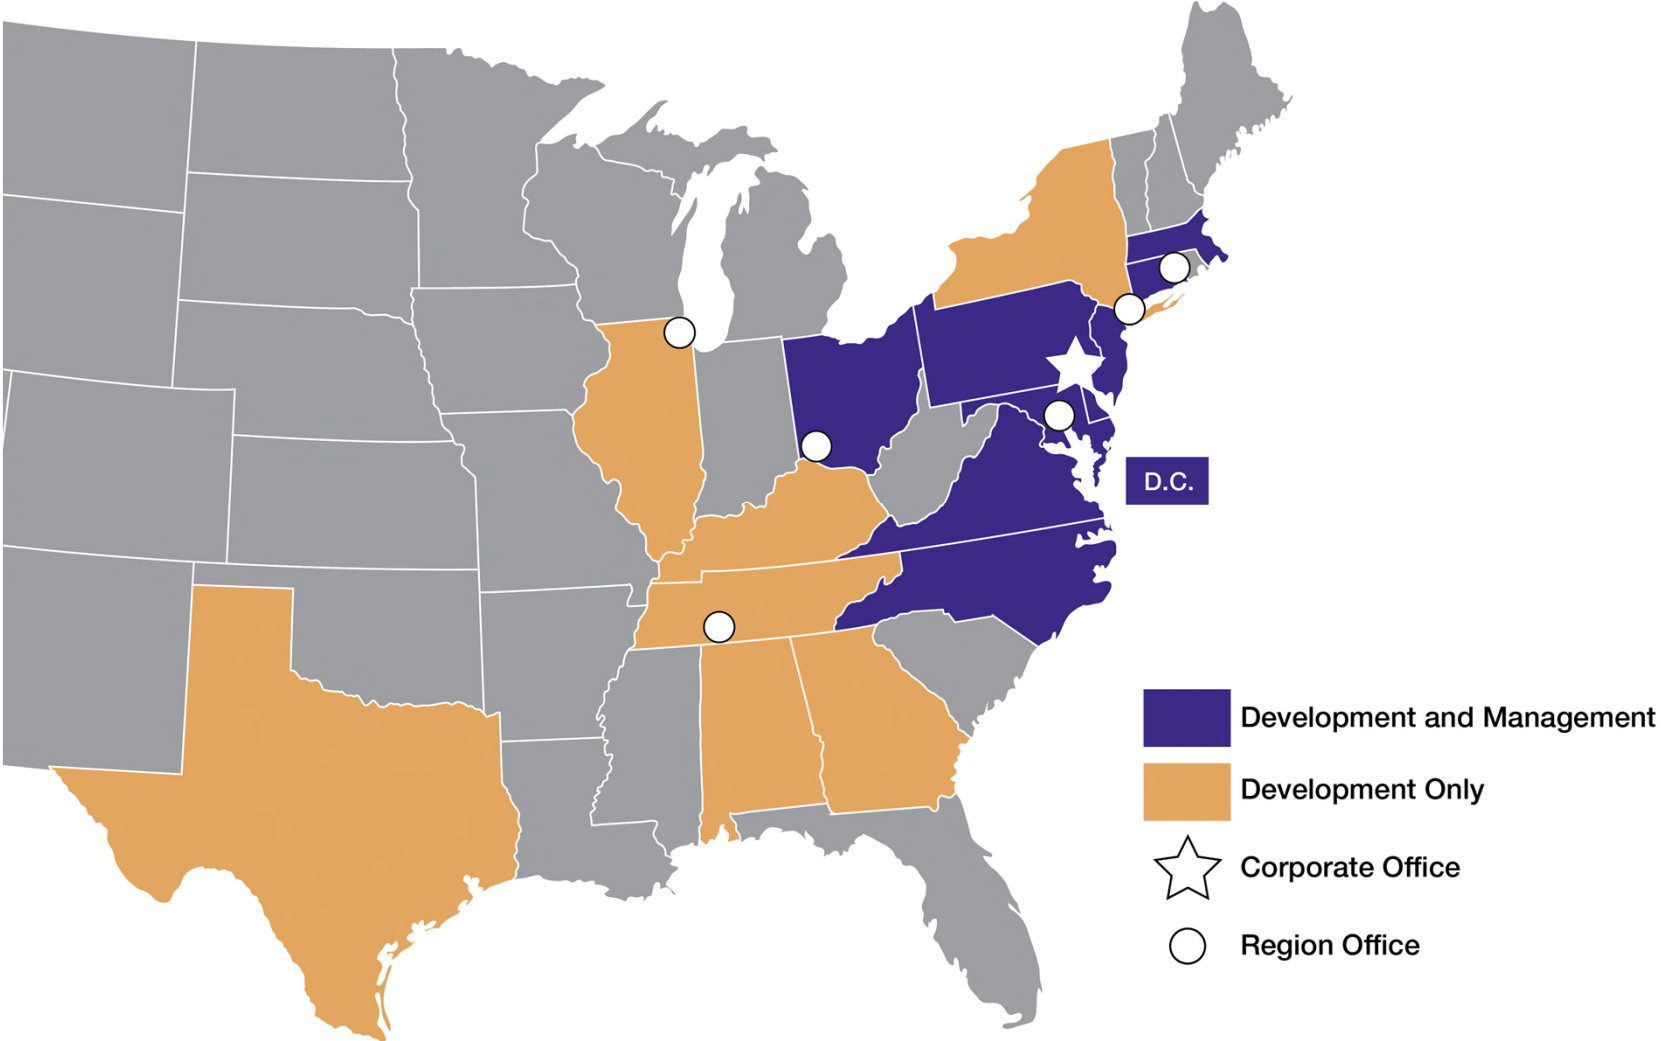 D.C.
Development and Management
Development Only
Corporate Office
Region Office